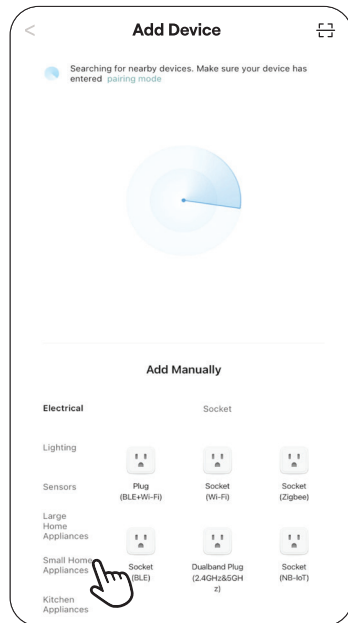 <
Add Device
Searching for nearby devices. Make sure your device has
entered pairing mode
Add Manually
Electrical
Socket
Lighting
Sensors
Large
Home
Appliances
Small Home
Appliances
Kitchen
Appliances
Plug
(BLE+Wi-Fi)
Socket
(Wi-Fi)
Socket
(Zigbee)
Socket
(BLE)
Dualband Plug
(2.4GHz&5GH
z)
Socket
(NB-IoT)